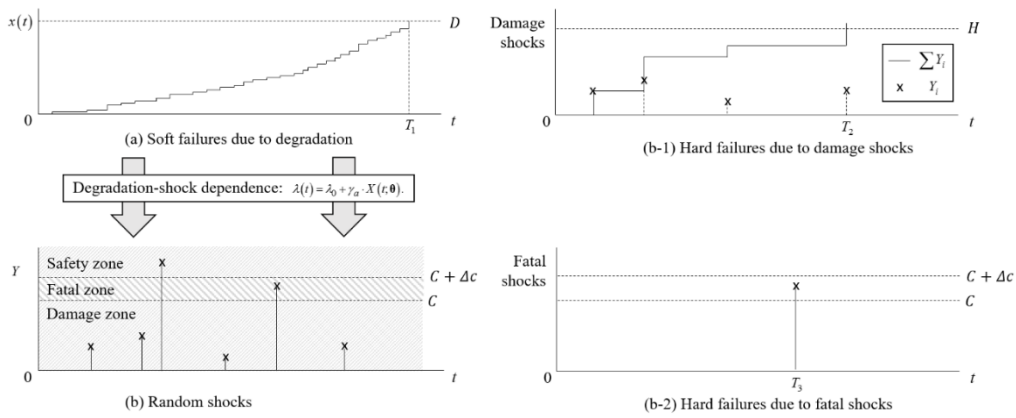 x(t)
D
0
T₁
t
(a) Soft failures due to degradation
Damage
shocks
H
∑Yᵢ
x Yᵢ
0
T₂
t
(b-1) Hard failures due to damage shocks
Degradation-shock dependence: λ(t)=λ₀+γₐ·X(t;θ).
Y
Safety zone
Fatal zone
Damage zone
C + Δc
C
0
t
(b) Random shocks
Fatal
shocks
C + Δc
C
0
T₃
t
(b-2) Hard failures due to fatal shocks